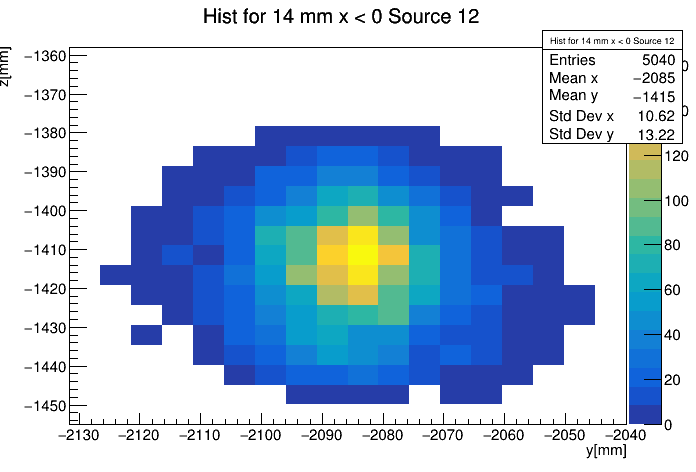 Hist for 14 mm x < 0 Source 12
z[mm]
Hist for 14 mm x < 0 Source 12
Entries 5040
Mean x −2085
Mean y −1415
Std Dev x 10.62
Std Dev y 13.22
−1360
−1370
−1380
−1390
−1400
−1410
−1420
−1430
−1440
−1450
0
0
120
100
80
60
40
20
0
−2130 −2120 −2110 −2100 −2090 −2080 −2070 −2060 −2050 −2040
y[mm]